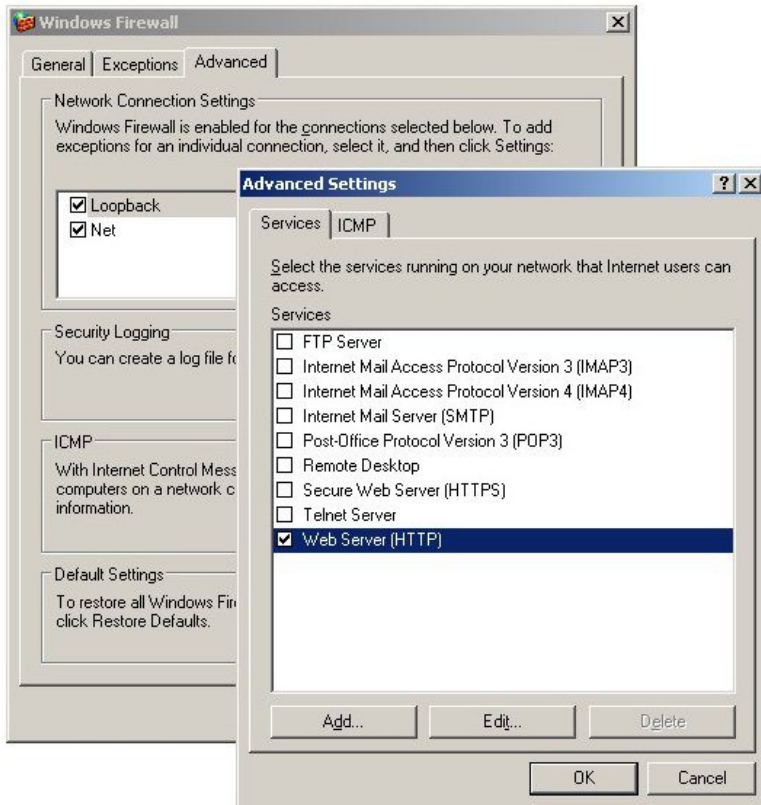 Windows Firewall
General Exceptions Advanced
Network Connection Settings
Windows Firewall is enabled for the connections selected below. To add
exceptions for an individual connection, select it, and then click Settings:
Loopback
Net
Security Logging
You can create a log file
ICMP
With Internet Control
computers on a network
information.
Default Settings
To restore all Windows
click Restore Defaults.
Advanced Settings
Services ICMP
Select the services running on your network that Internet users can
access.
Services
FTP Server
Internet Mail Access Protocol Version 3 (IMAP3)
Internet Mail Access Protocol Version 4 (IMAP4)
Internet Mail Server (SMTP)
Post-Office Protocol Version 3 (POP3)
Remote Desktop
Secure Web Server (HTTPS)
Telnet Server
Web Server (HTTP)
Add... Edit... Delete
OK Cancel